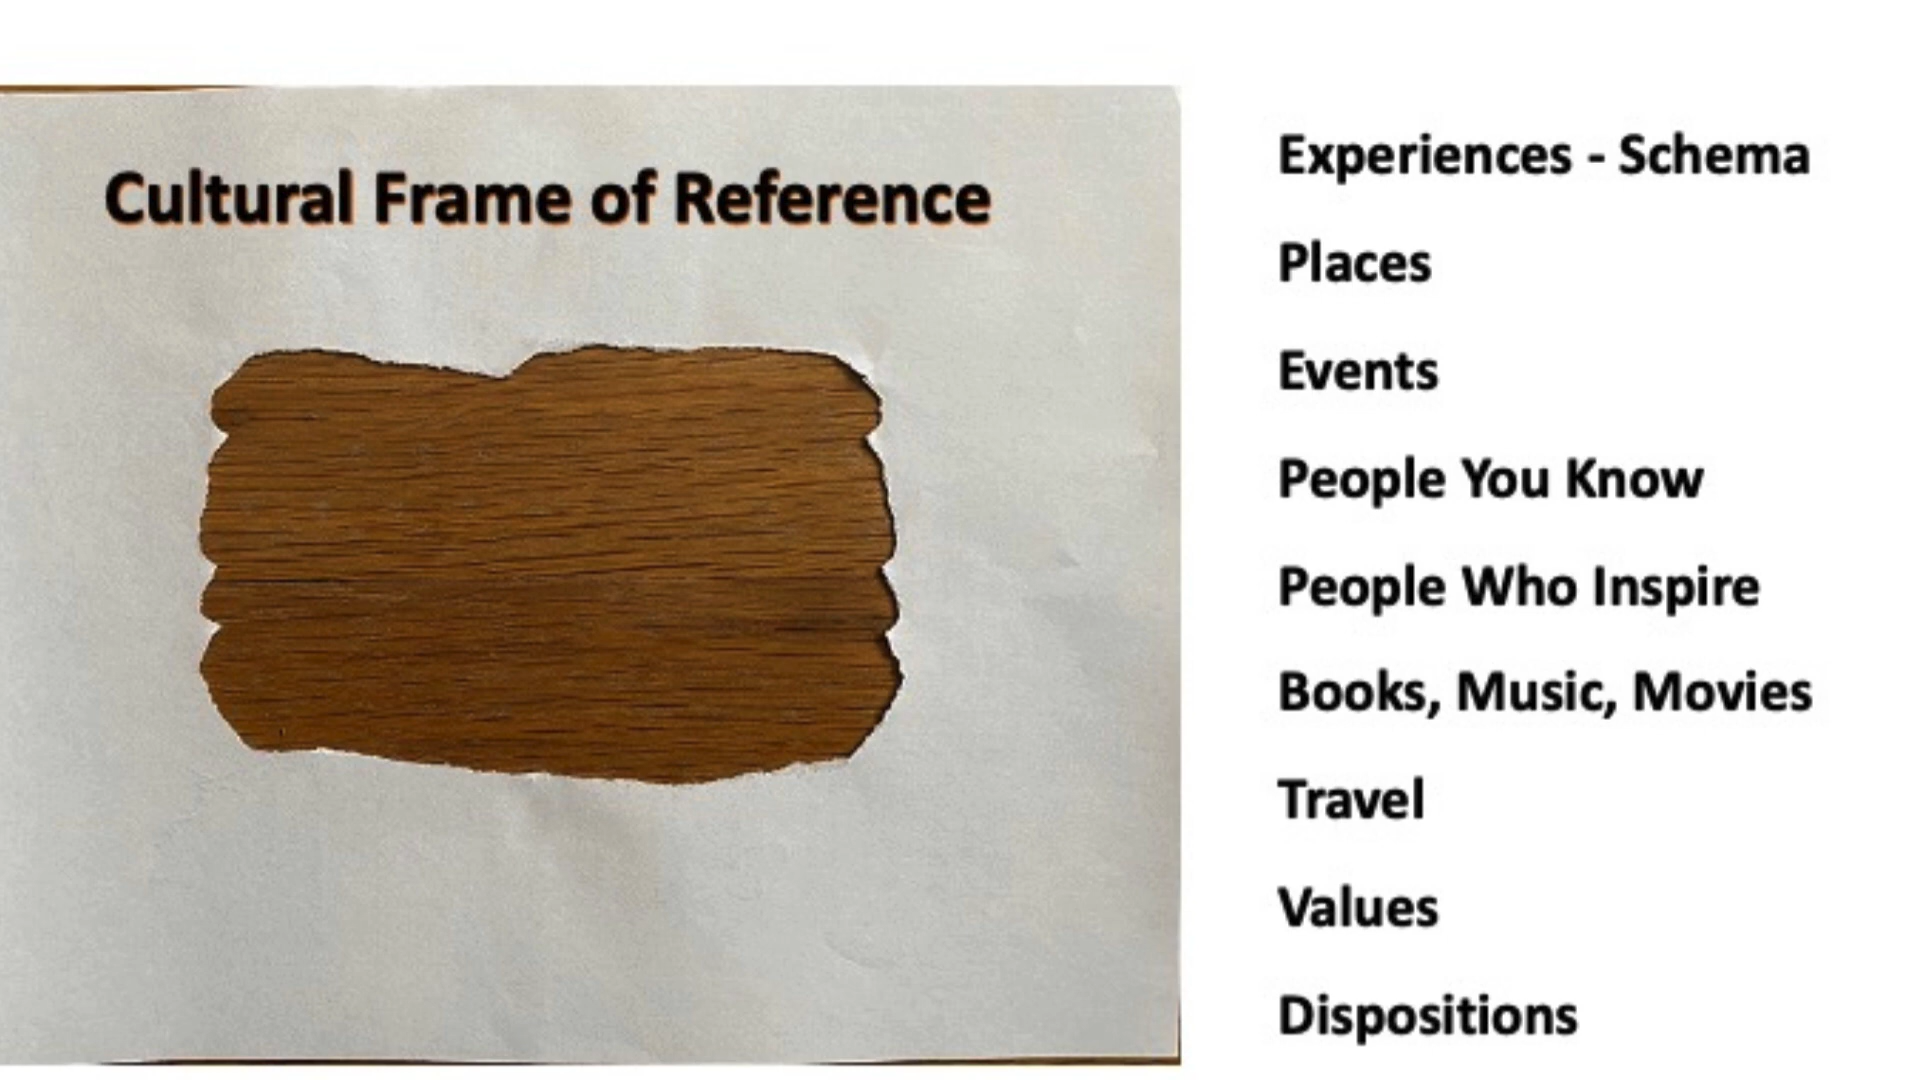 Cultural Frame of Reference
Experiences - Schema
Places
Events
People You Know
People Who Inspire
Books, Music, Movies
Travel
Values
Dispositions